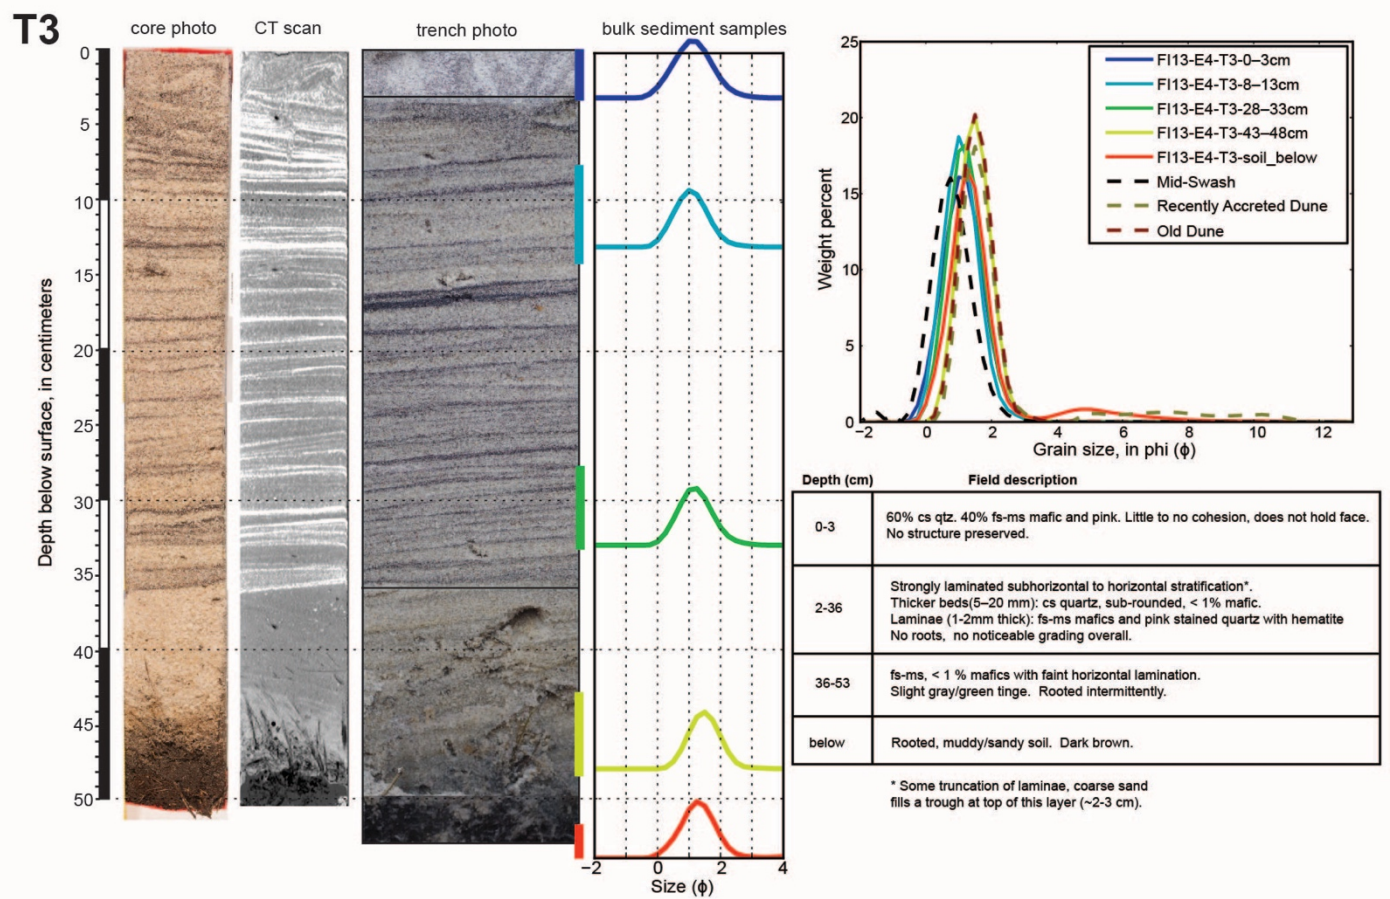 T3
core photo
CT scan
trench photo
bulk sediment samples
Depth below surface, in centimeters
0
5
10
15
20
25
30
35
40
45
50
−2 0 2 4
Size (ϕ)
25
20
15
10
5
0
Weight percent
−2 0 2 4 6 8 10 12
Grain size, in phi (ϕ)
FI13-E4-T3-0–3cm
FI13-E4-T3-8–13cm
FI13-E4-T3-28–33cm
FI13-E4-T3-43–48cm
FI13-E4-T3-soil_below
Mid-Swash
Recently Accreted Dune
Old Dune
Depth (cm) Field description
0-3
60% cs qtz. 40% fs-ms mafic and pink. Little to no cohesion, does not hold face.
No structure preserved.
2-36
Strongly laminated subhorizontal to horizontal stratification*.
Thicker beds(5–20 mm): cs quartz, sub-rounded, < 1% mafic.
Laminae (1-2mm thick): fs-ms mafics and pink stained quartz with hematite
No roots, no noticeable grading overall.
36-53
fs-ms, < 1 % mafics with faint horizontal lamination.
Slight gray/green tinge. Rooted intermittently.
below
Rooted, muddy/sandy soil. Dark brown.
* Some truncation of laminae, coarse sand
fills a trough at top of this layer (~2-3 cm).